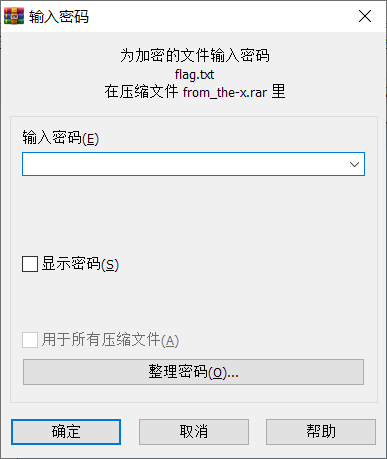 输入密码
为加密的文件输入密码
flag.txt
在压缩文件 from_the-x.rar 里
输入密码(E)
显示密码(S)
用于所有压缩文件(A)
整理密码(O)...
确定
取消
帮助